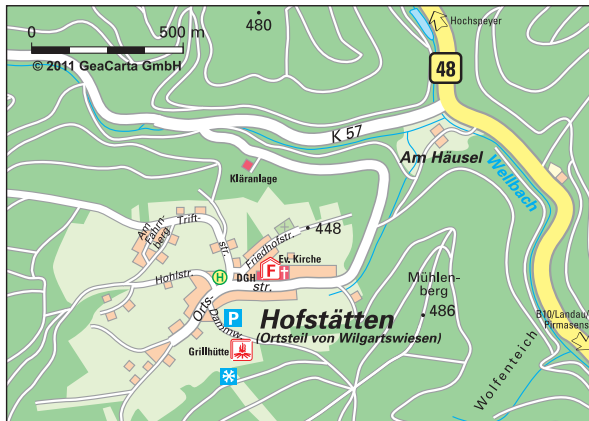 480
Hochspeyer
0
500 m
© 2011 GeaCarta GmbH
48
K 57
Am Häusel
Wellbach
Kläranlage
Am Fahrn-
berg
Trift-
str.
Friedhofstr.
448
Ev. Kirche
Hohlstr.
H
DGH
F
Orts-
str.
Mühlen-
berg
486
P
Dammw.
Hofstätten
(Ortsteil von Wilgartswiesen)
Grillhütte
B10/Landau/
Pirmasens
Wolfenteich